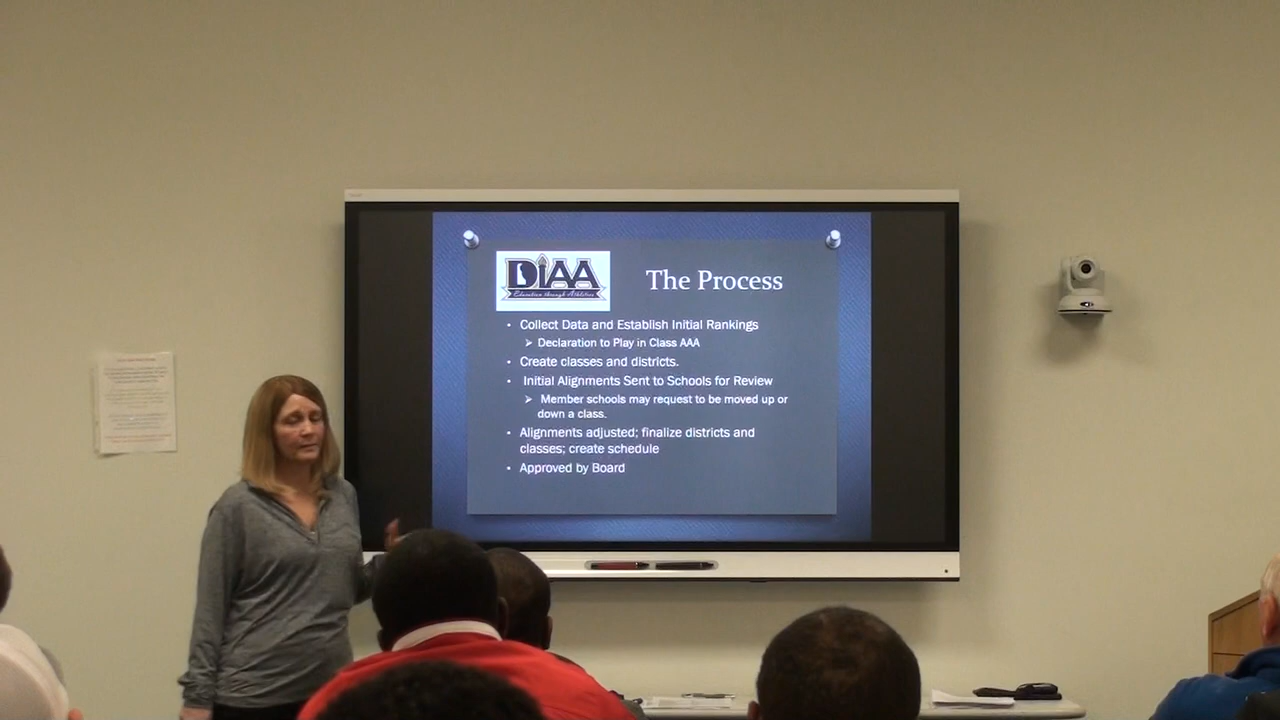 DIAA
Education through Athletics
The Process
• Collect Data and Establish Initial Rankings
➢ Declaration to Play in Class AAA
• Create classes and districts.
• Initial Alignments Sent to Schools for Review
➢ Member schools may request to be moved up or
down a class.
• Alignments adjusted; finalize districts and
classes; create schedule
• Approved by Board